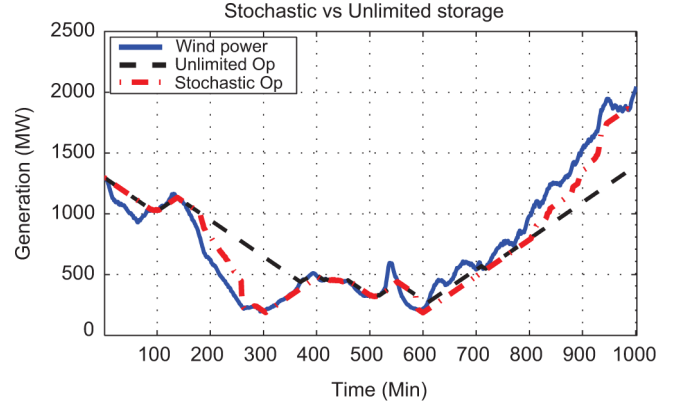 Stochastic vs Unlimited storage
2500
2000
1500
1000
500
0
Generation (MW)
Wind power
Unlimited Op
Stochastic Op
100 200 300 400 500 600 700 800 900 1000
Time (Min)